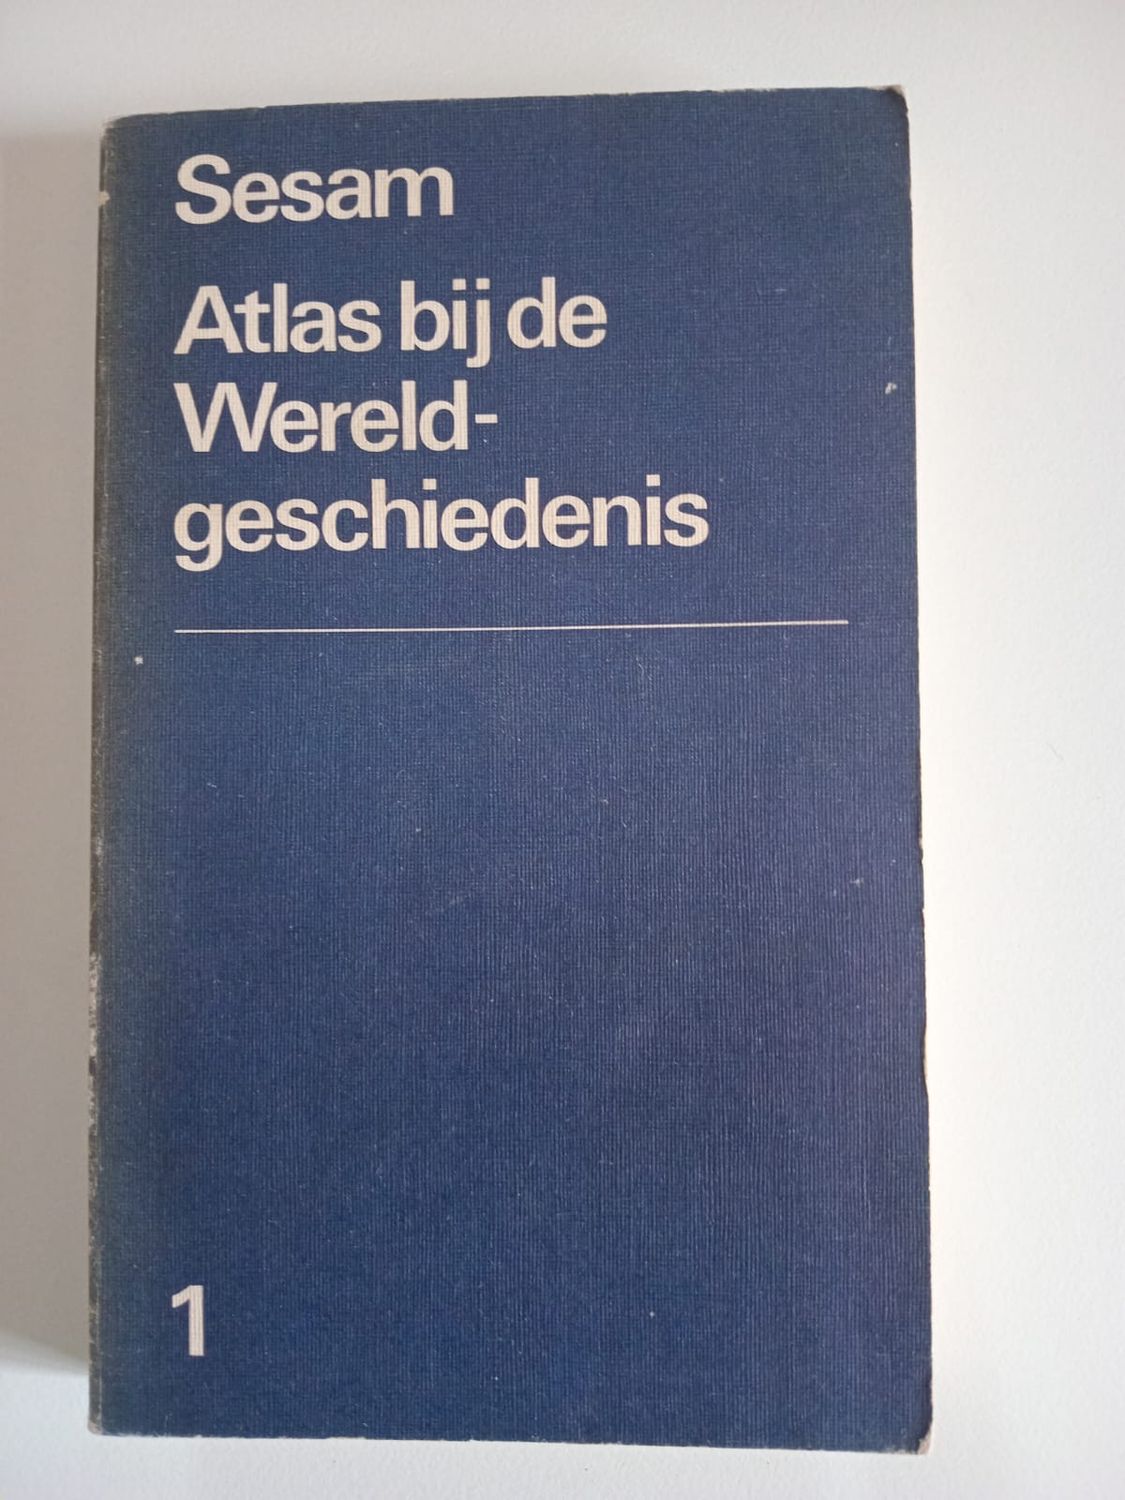 Sesam
Atlas bij de
Wereld-
geschiedenis
1